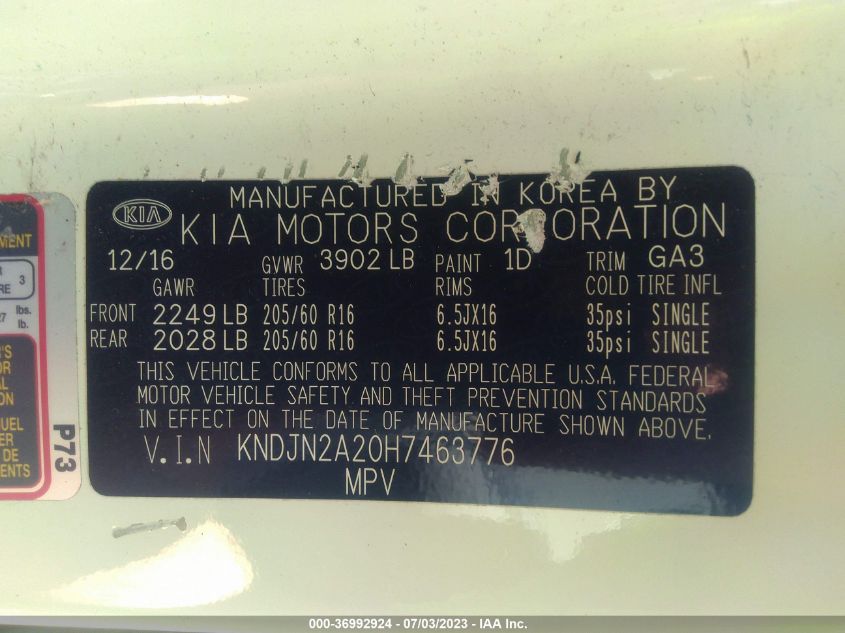 MANUFACTURED IN KOREA BY
KIA
KIA MOTORS CORPORATION
12/16 GVWR 3902 LB PAINT 1D TRIM GA3
GAWR TIRES RIMS COLD TIRE INFL
FRONT 2249 LB 205/60 R16 6.5JX16 35psi SINGLE
REAR 2028 LB 205/60 R16 6.5JX16 35psi SINGLE
THIS VEHICLE CONFORMS TO ALL APPLICABLE U.S.A. FEDERAL
MOTOR VEHICLE SAFETY AND THEFT PREVENTION STANDARDS
IN EFFECT ON THE DATE OF MANUFACTURE SHOWN ABOVE.
V.I.N KNDJN2A20H7463776
MPV
3
lbs.
lb.
P73
000-36992924 - 07/03/2023 - IAA Inc.